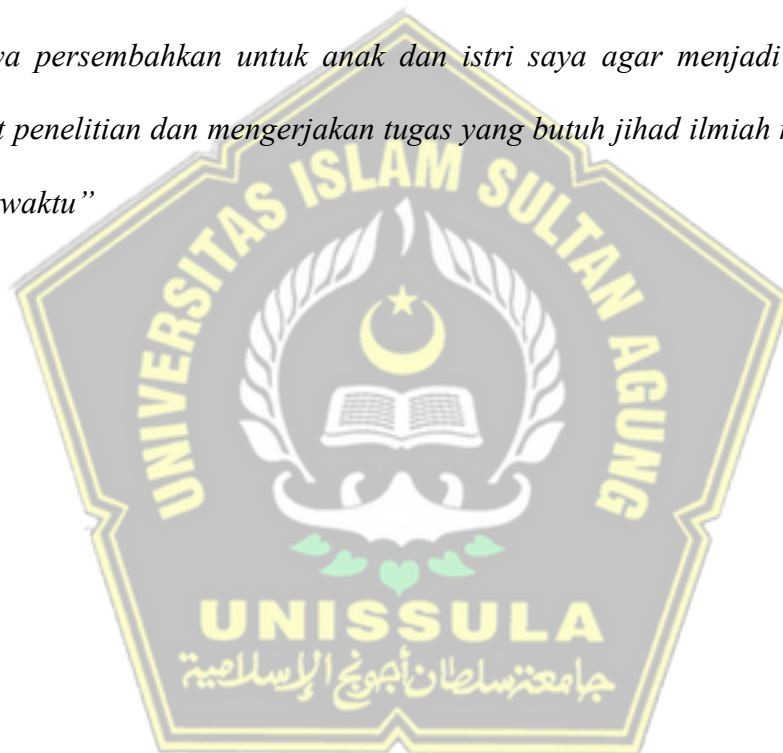 persembahkan untuk anak dan istri saya agar menjadi
penelitian dan mengerjakan tugas yang butuh jihad ilmiah
waktu”
UNIVERSITAS ISLAM SULTAN AGUNG
UNISSULA
جامعة سلطان أجونج الإسلامية